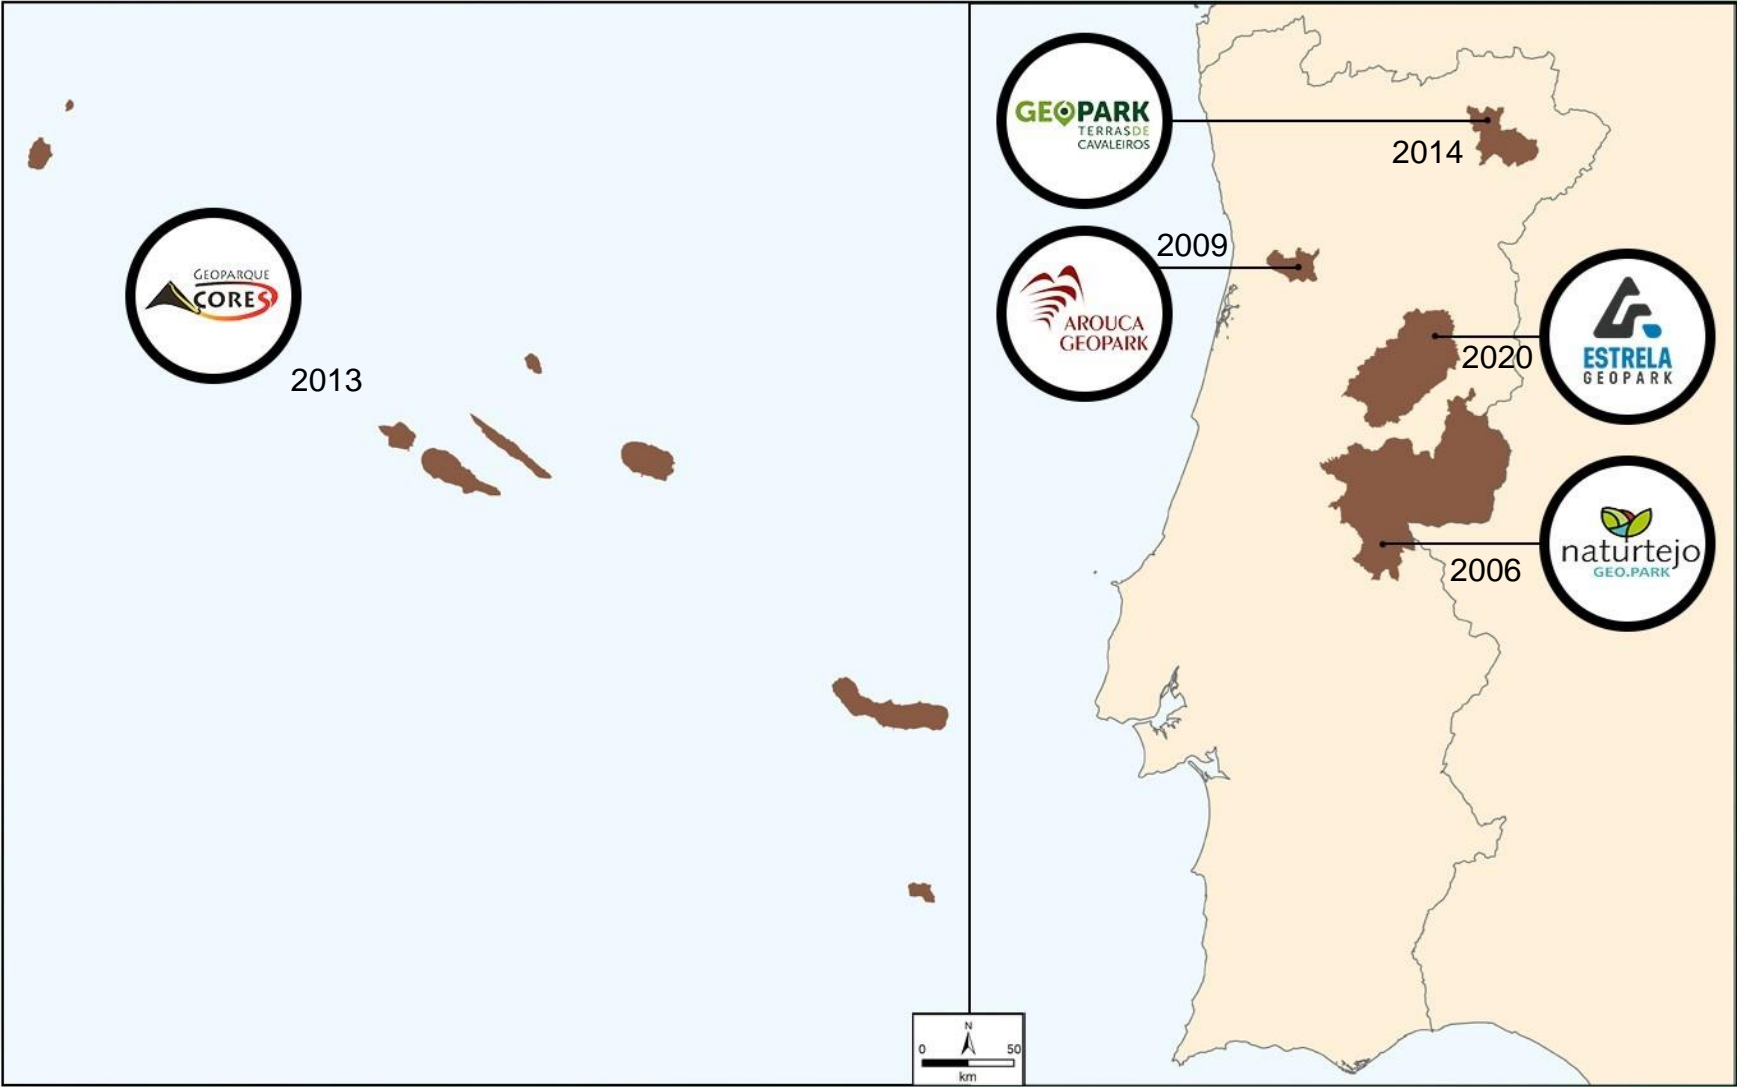 GEOPARQUE
AÇORES
2013
GEOPARK
TERRAS DE
CAVALEIROS
2014
2009
AROUCA
GEOPARK
ESTRELA
GEOPARK
2020
naturtejo
GEO.PARK
2006
N
0 50
km